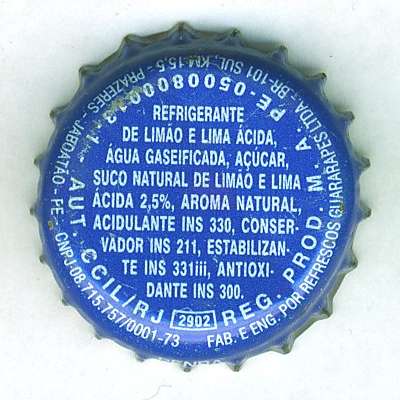 REFRIGERANTE
DE LIMÃO E LIMA ÁCIDA,
ÁGUA GASEIFICADA, AÇÚCAR,
SUCO NATURAL DE LIMÃO E LIMA
ÁCIDA 2,5%, AROMA NATURAL,
ACIDULANTE INS 330, CONSER-
VADOR INS 211, ESTABILIZAN-
TE INS 331iii, ANTIOXI-
DANTE INS 300.
AUT. CCIL/RJ 2902 REG. PROD. M. A. PE-0500800013-1
FAB. E ENG. POR REFRESCOS GUARARAPES LTDA - BR-101 SUL, KM 15.5 - PRAZERES - JABOATÃO - PE - CNPJ-08.715.757/0001-73